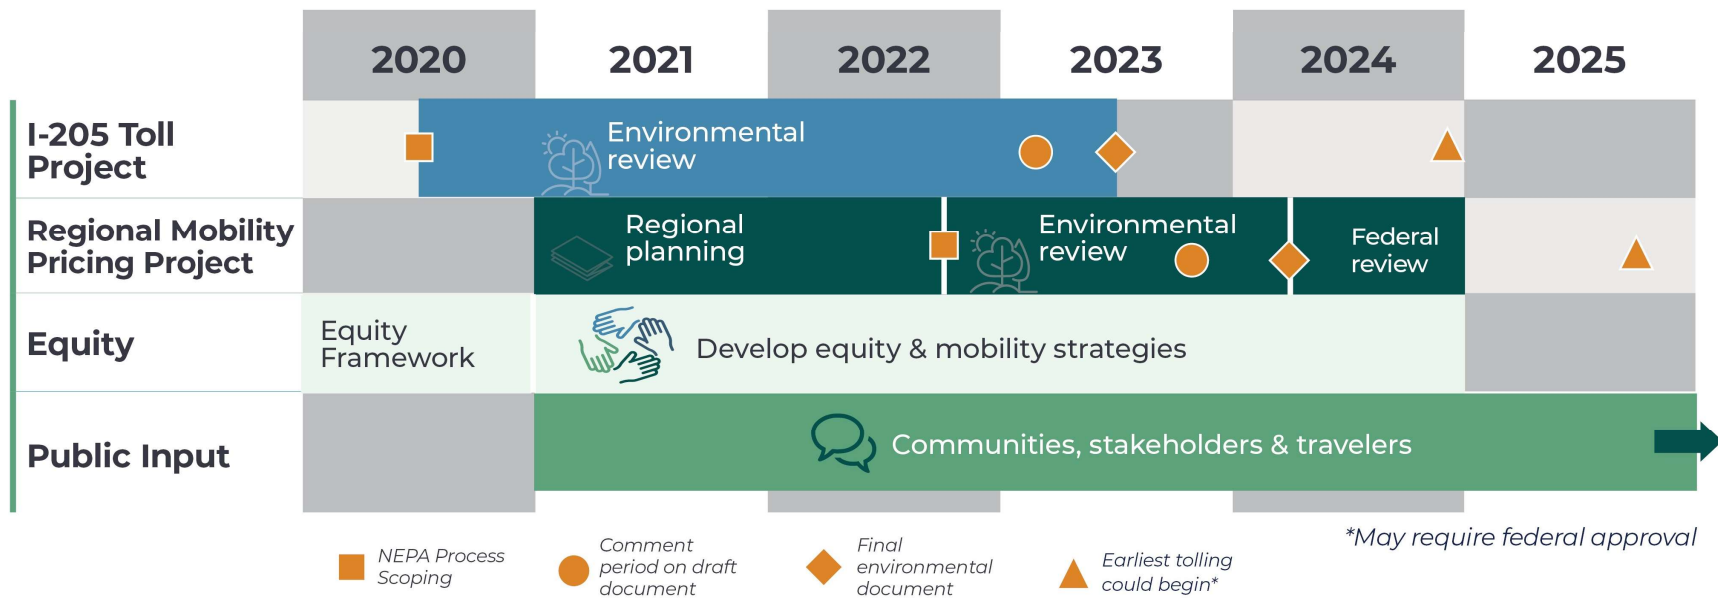 2020 2021 2022 2023 2024 2025
I-205 Toll
Project
Environmental
review
Regional Mobility
Pricing Project
Regional
planning
Environmental
review
Federal
review
Equity
Equity
Framework
Develop equity & mobility strategies
Public Input
Communities, stakeholders & travelers
*May require federal approval
NEPA Process
Scoping
Comment
period on draft
document
Final
environmental
document
Earliest tolling
could begin*